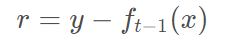 r = y − f_{t−1}(x)